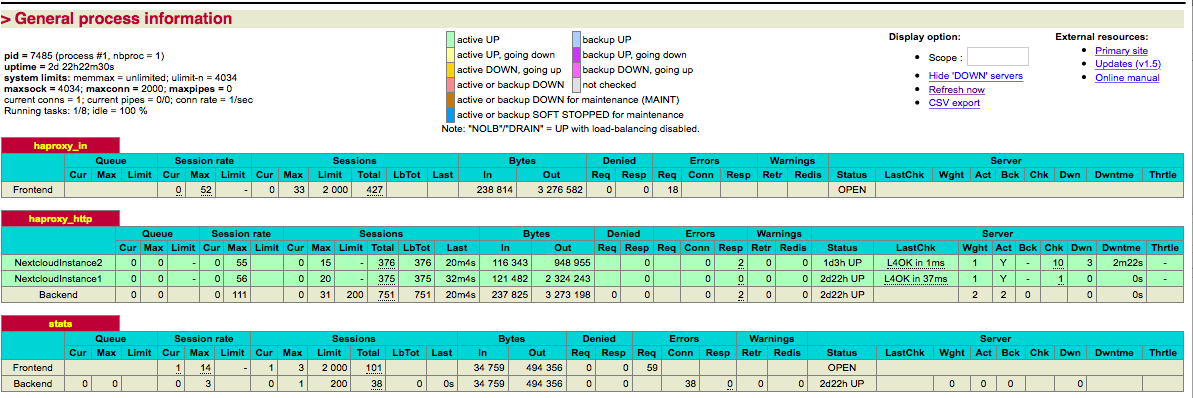 > General process information
pid = 7485 (process #1, nbproc = 1)
uptime = 2d 22h22m30s
system limits: memmax = unlimited; ulimit-n = 4034
maxsock = 4034; maxconn = 2000; maxpipes = 0
current conns = 1; current pipes = 0/0; conn rate = 1/sec
Running tasks: 1/8; idle = 100 %
active UP backup UP
active UP, going down backup UP, going down
active DOWN, going up backup DOWN, going up
active or backup DOWN not checked
active or backup DOWN for maintenance (MAINT)
active or backup SOFT STOPPED for maintenance
Note: "NOLB"/"DRAIN" = UP with load-balancing disabled.
Display option:
• Scope :
• Hide 'DOWN' servers
• Refresh now
• CSV export
External resources:
• Primary site
• Updates (v1.5)
• Online manual
haproxy_in
Queue Session rate Sessions Bytes Denied Errors Warnings Server
Cur Max Limit Cur Max Limit Cur Max Limit Total LbTot Last In Out Req Resp Req Conn Resp Retr Redis Status LastChk Wght Act Bck Chk Dwn Dwntme Thrtle
Frontend 0 52 - 0 33 2 000 427 238 814 3 276 582 0 0 18 OPEN
haproxy_http
Queue Session rate Sessions Bytes Denied Errors Warnings Server
Cur Max Limit Cur Max Limit Cur Max Limit Total LbTot Last In Out Req Resp Req Conn Resp Retr Redis Status LastChk Wght Act Bck Chk Dwn Dwntme Thrtle
NextcloudInstance2 0 0 - 0 55 0 15 - 376 376 20m4s 116 343 948 955 0 0 2 0 0 1d3h UP L4OK in 1ms 1 Y - 10 3 2m22s -
NextcloudInstance1 0 0 - 0 56 0 20 - 375 375 32m4s 121 482 2 324 243 0 0 0 0 0 2d22h UP L4OK in 37ms 1 Y - 1 0 0s -
Backend 0 0 0 111 0 31 200 751 751 20m4s 237 825 3 273 198 0 0 0 2 0 0 2d22h UP 2 2 0 0 0s
stats
Queue Session rate Sessions Bytes Denied Errors Warnings Server
Cur Max Limit Cur Max Limit Cur Max Limit Total LbTot Last In Out Req Resp Req Conn Resp Retr Redis Status LastChk Wght Act Bck Chk Dwn Dwntme Thrtle
Frontend 1 14 - 1 3 2 000 101 34 759 494 356 0 0 59 OPEN
Backend 0 0 0 3 0 1 200 38 0 0s 34 759 494 356 0 0 38 0 0 0 2d22h UP 0 0 0 0